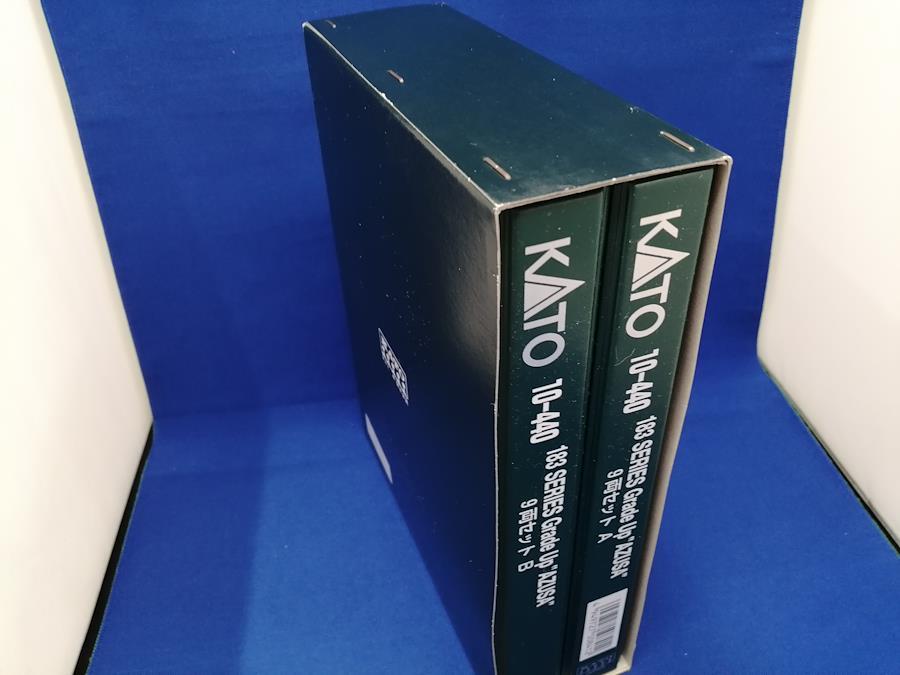 KATO 10-440 183 SERIES Grade Up "AZUSA"
9両セット B
KATO 10-440 183 SERIES Grade Up "AZUSA"
9両セット A